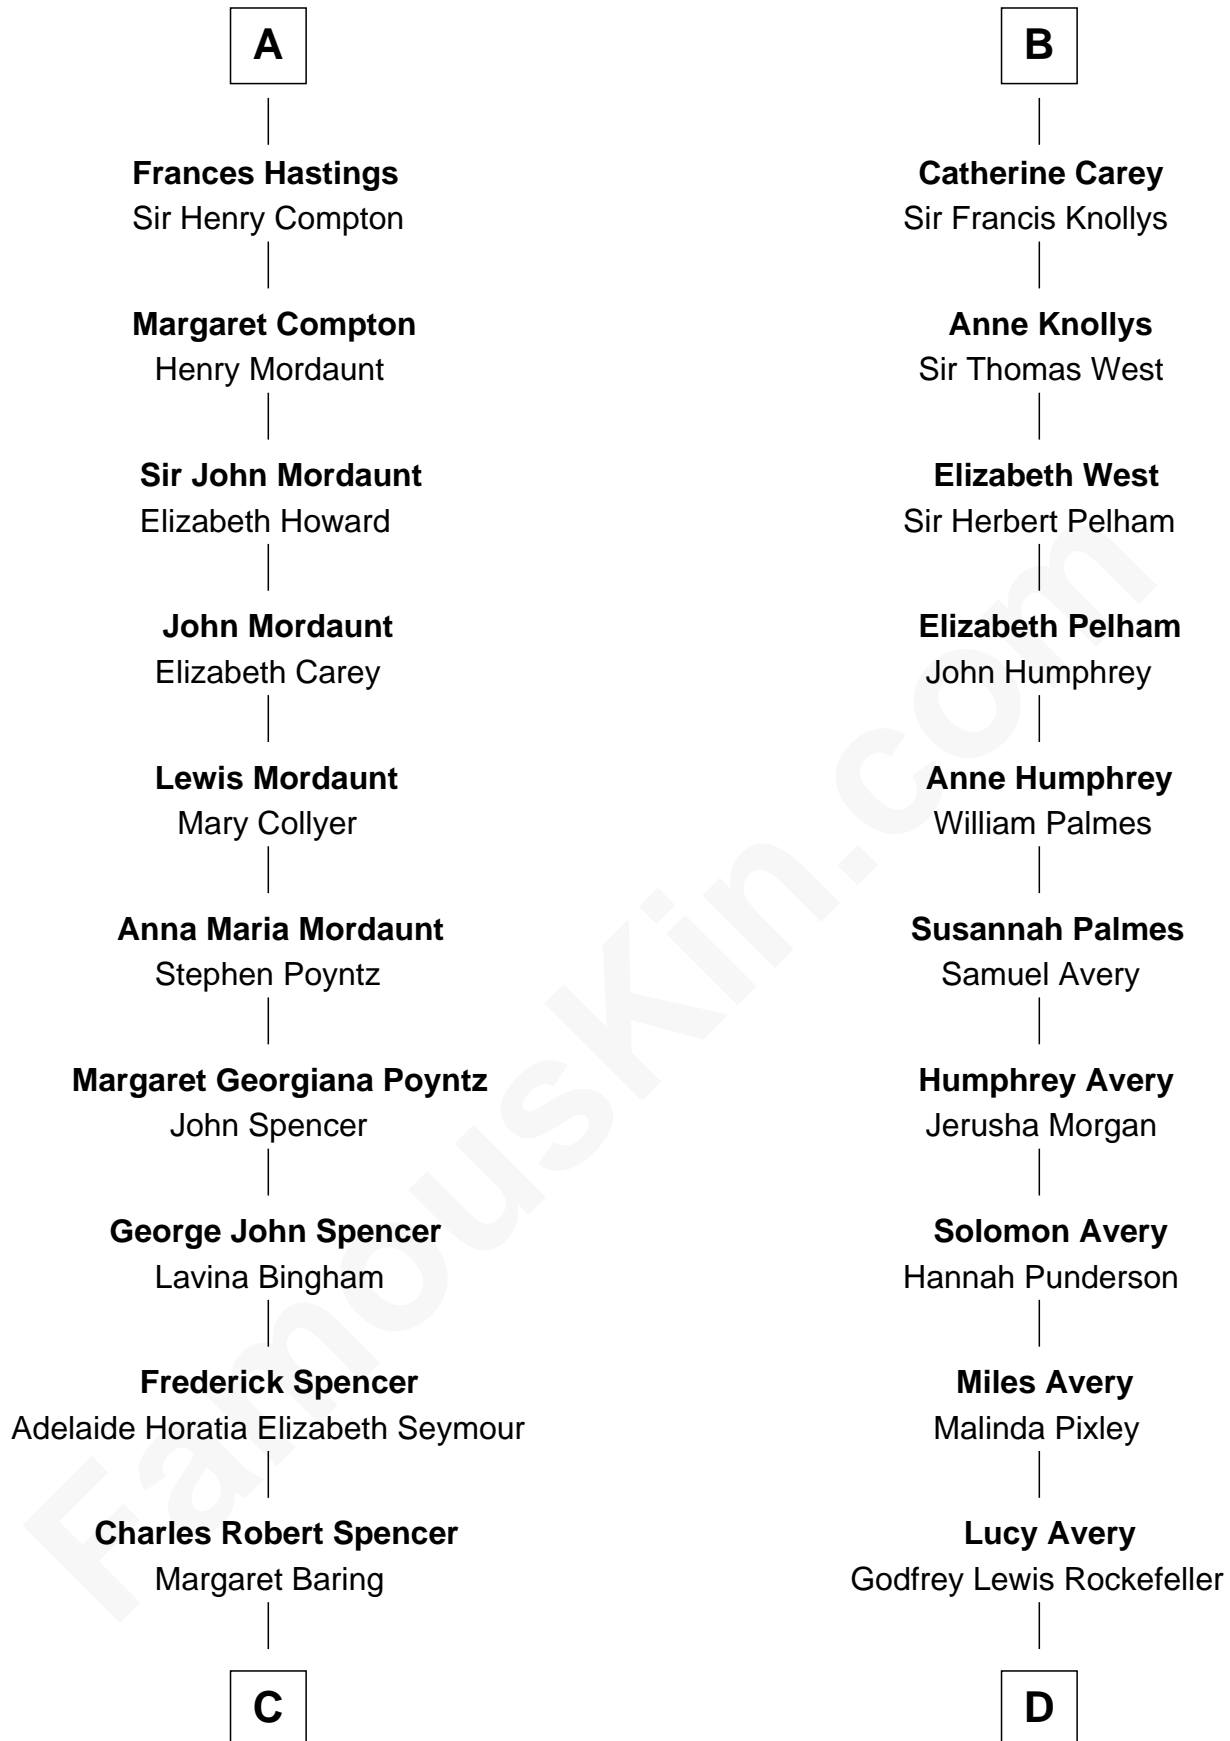 A
Frances Hastings
Sir Henry Compton
Margaret Compton
Henry Mordaunt
Sir John Mordaunt
Elizabeth Howard
John Mordaunt
Elizabeth Carey
Lewis Mordaunt
Mary Collyer
Anna Maria Mordaunt
Stephen Poyntz
Margaret Georgiana Poyntz
John Spencer
George John Spencer
Lavina Bingham
Frederick Spencer
Adelaide Horatia Elizabeth Seymour
Charles Robert Spencer
Margaret Baring
C
B
Catherine Carey
Sir Francis Knollys
Anne Knollys
Sir Thomas West
Elizabeth West
Sir Herbert Pelham
Elizabeth Pelham
John Humphrey
Anne Humphrey
William Palmes
Susannah Palmes
Samuel Avery
Humphrey Avery
Jerusha Morgan
Solomon Avery
Hannah Punderson
Miles Avery
Malinda Pixley
Lucy Avery
Godfrey Lewis Rockefeller
D
FamousKin.com